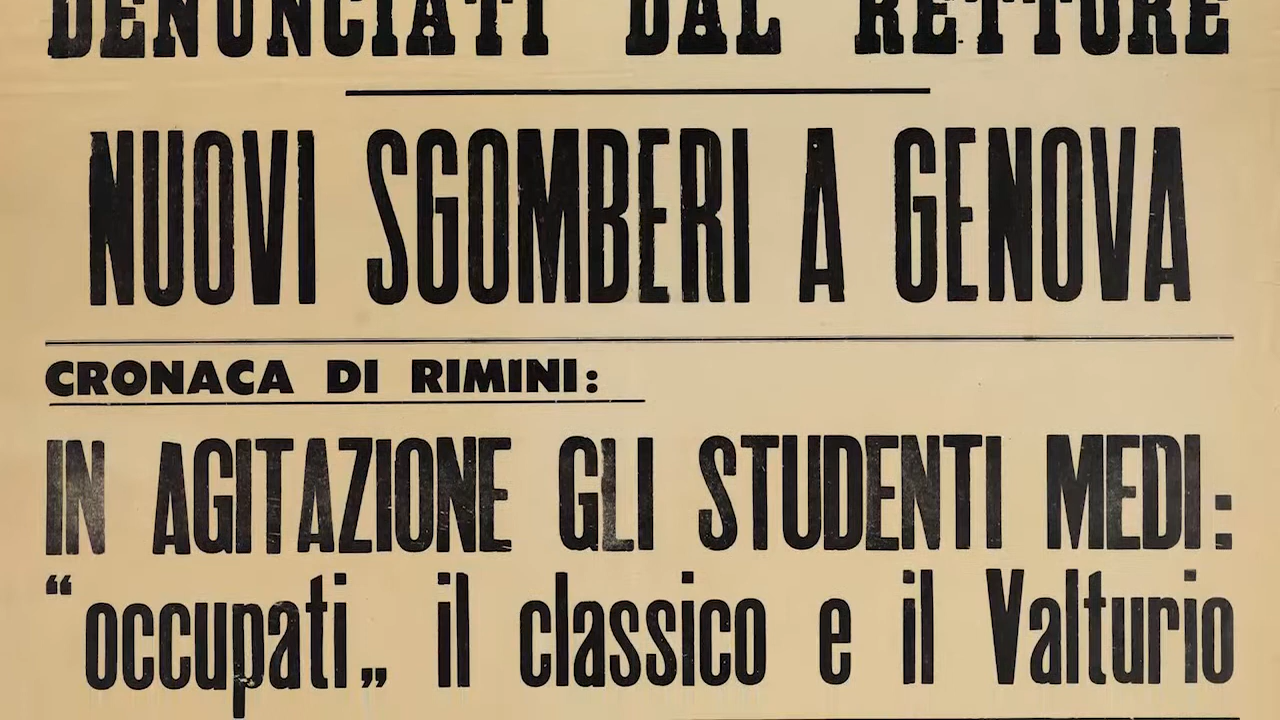 DENUNCIATI DAL RETTORE
NUOVI SGOMBERI A GENOVA
CRONACA DI RIMINI:
IN AGITAZIONE GLI STUDENTI MEDI:
“occupati„ il classico e il Valturio